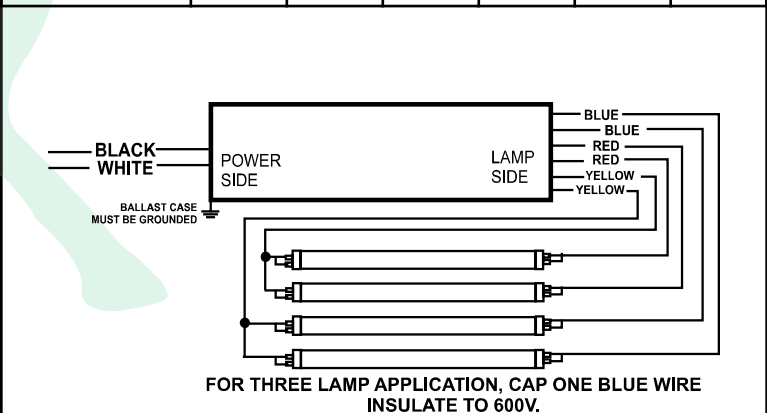 BLUE
BLUE
BLACK
RED
WHITE
POWER
SIDE
LAMP
SIDE
RED
YELLOW
YELLOW
BALLAST CASE
MUST BE GROUNDED
FOR THREE LAMP APPLICATION, CAP ONE BLUE WIRE
INSULATE TO 600V.